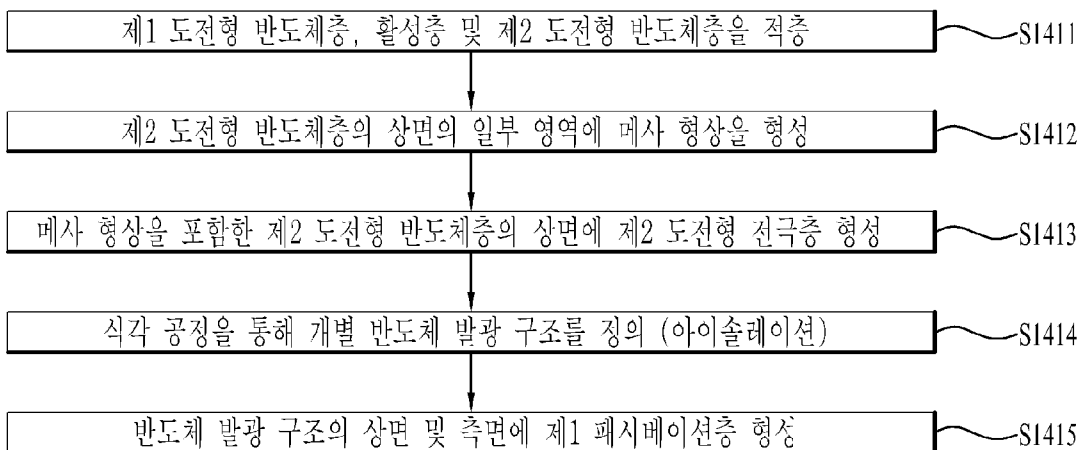 제1 도전형 반도체층, 활성층 및 제2 도전형 반도체층을 적층 S1411
제2 도전형 반도체층의 상면의 일부 영역에 메사 형상을 형성 S1412
메사 형상을 포함한 제2 도전형 반도체층의 상면에 제2 도전형 전극층 형성 S1413
식각 공정을 통해 개별 반도체 발광 구조를 정의 (아이솔레이션) S1414
반도체 발광 구조의 상면 및 측면에 제1 패시베이션층 형성 S1415